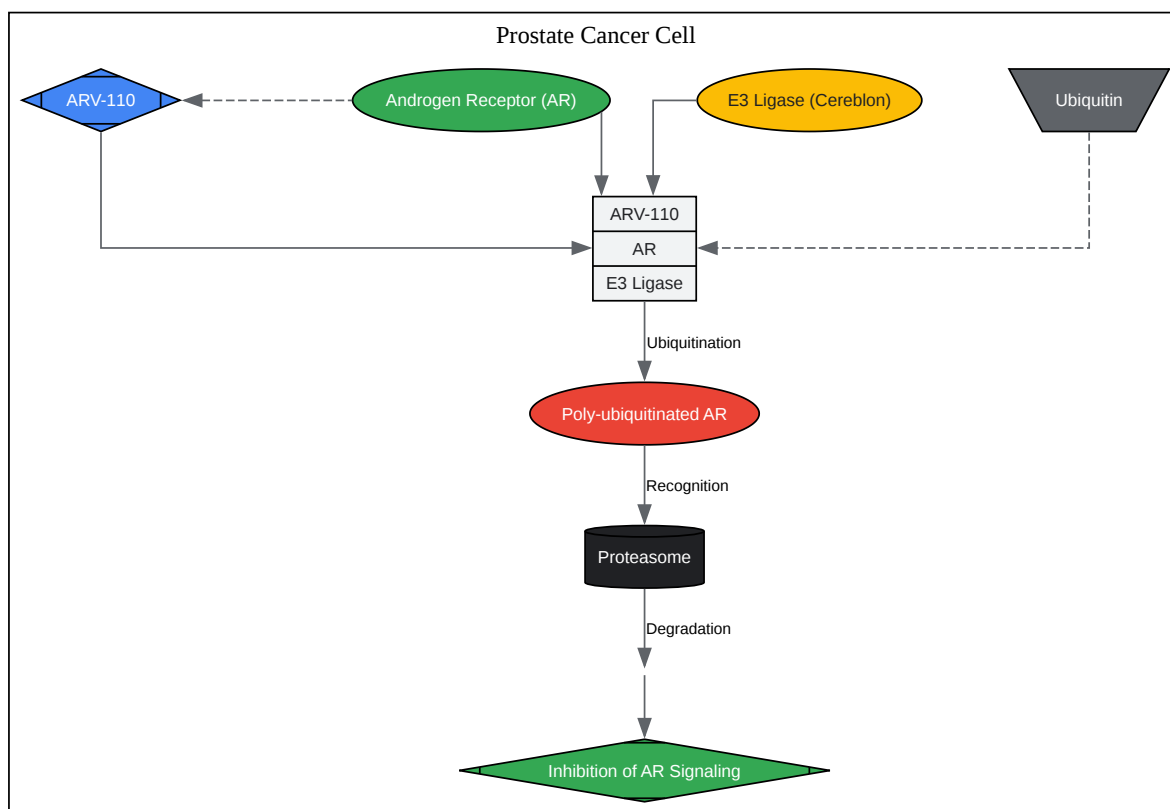 Prostate Cancer Cell
ARV-110
Androgen Receptor (AR)
E3 Ligase (Cereblon)
Ubiquitin
ARV-110
AR
E3 Ligase
Ubiquitination
Poly-ubiquitinated AR
Recognition
Proteasome
Degradation
Inhibition of AR Signaling